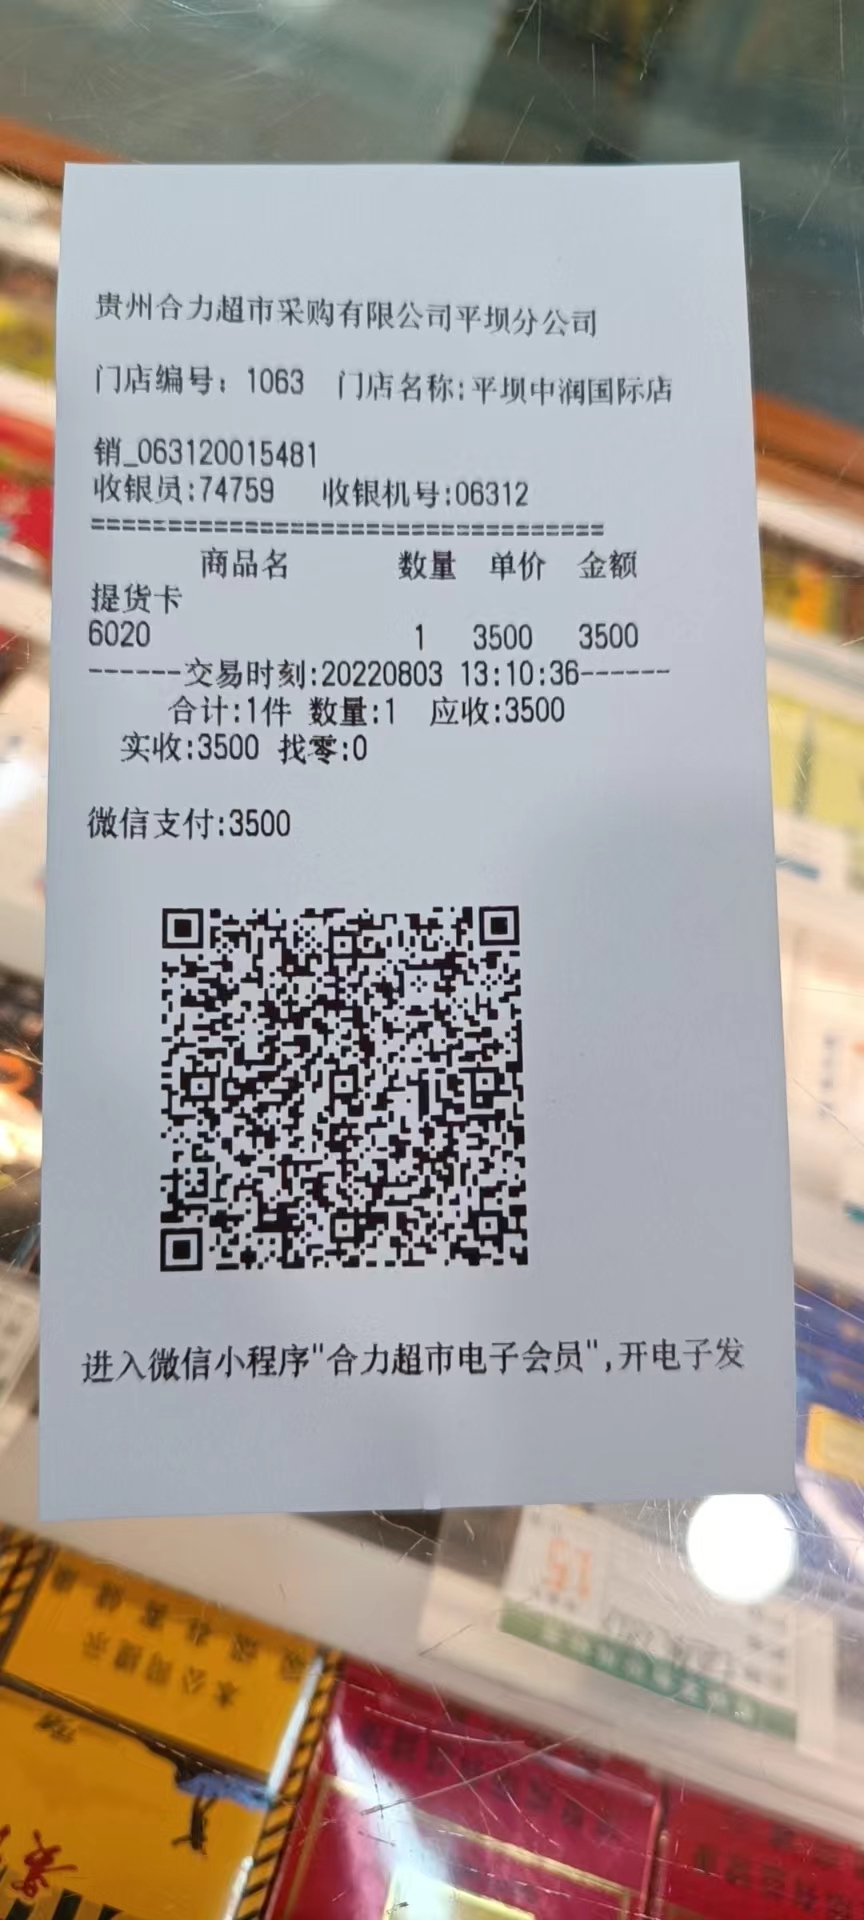 贵州合力超市采购有限公司平坝分公司
门店编号：1063 门店名称:平坝中润国际店
销_063120015481
收银员:74759 收银机号:06312
==================================
商品名 数量 单价 金额
提货卡
6020 1 3500 3500
------交易时刻:20220803 13:10:36------
合计:1件 数量:1 应收:3500
实收:3500 找零:0
微信支付:3500
进入微信小程序"合力超市电子会员",开电子发
15
本公司提示